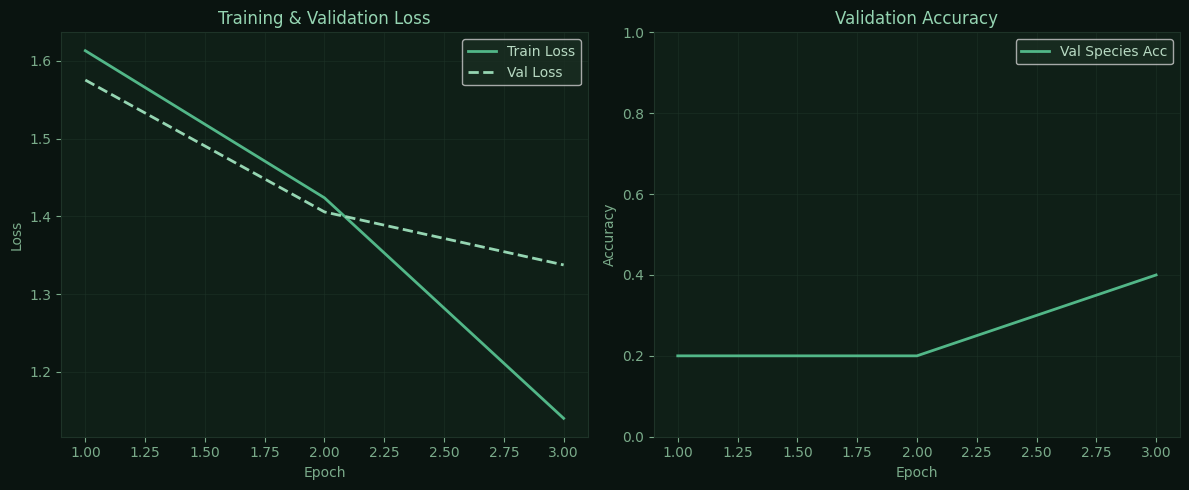 Training & Validation Loss
Train Loss
Val Loss
1.6
1.5
1.4
1.3
1.2
Loss
1.00 1.25 1.50 1.75 2.00 2.25 2.50 2.75 3.00
Epoch
Validation Accuracy
Val Species Acc
1.0
0.8
0.6
0.4
0.2
0.0
Accuracy
1.00 1.25 1.50 1.75 2.00 2.25 2.50 2.75 3.00
Epoch